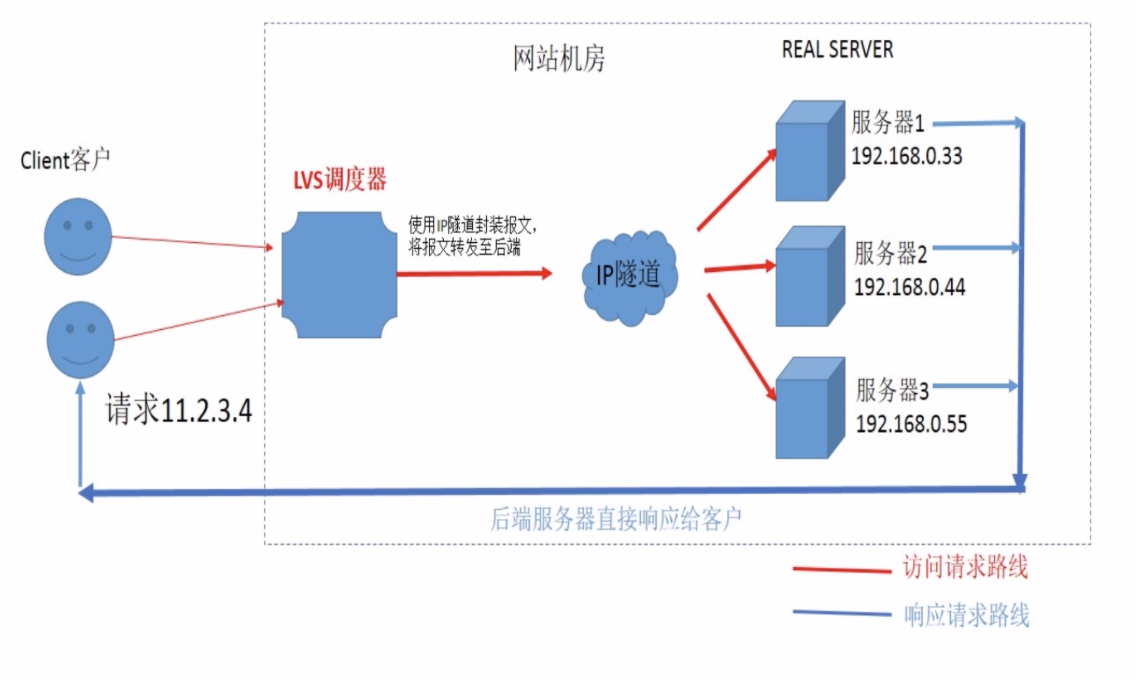 网站机房
REAL SERVER
Client客户
LVS调度器
使用IP隧道封装报文，
将报文转发至后端
IP隧道
服务器1
192.168.0.33
服务器2
192.168.0.44
服务器3
192.168.0.55
请求11.2.3.4
后端服务器直接响应给客户
访问请求路线
响应请求路线